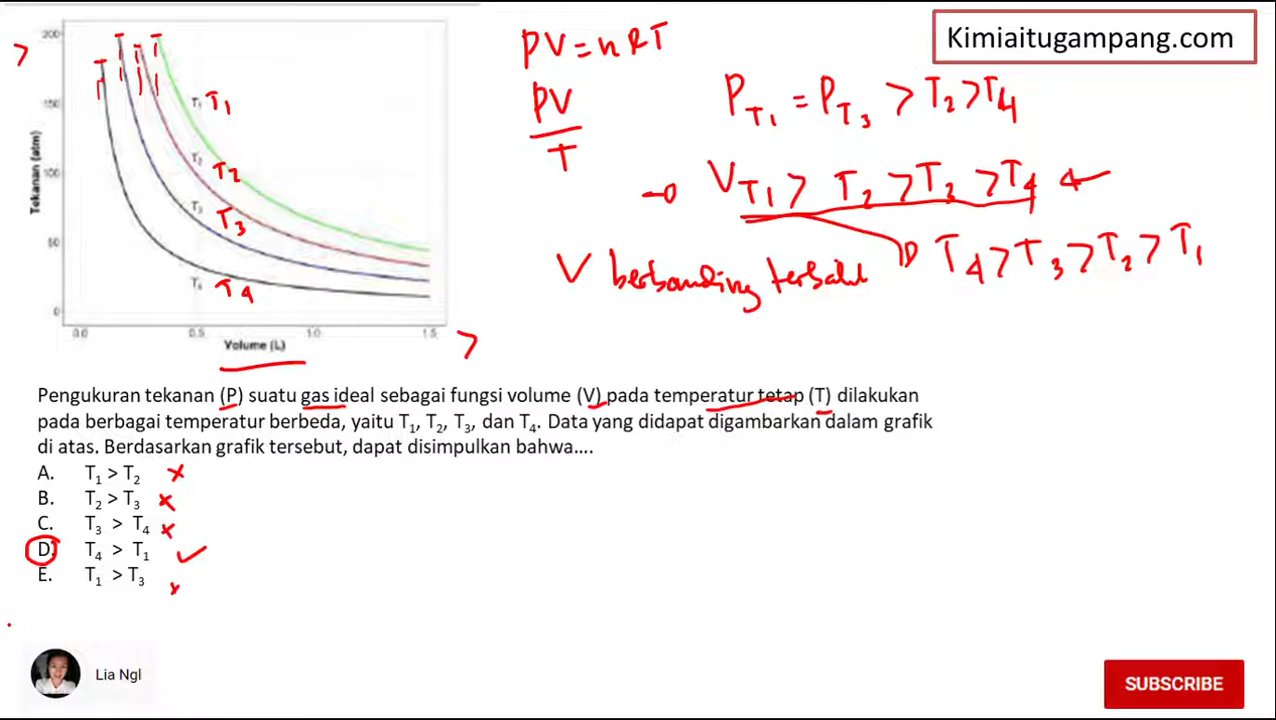 Kimiaitugampang.com
PV = nRT
PV
T
P T₁ = P T₃ > T₂ > T₄
V T₁ > T₂ > T₃ > T₄
V berbanding terbalik
T₄ > T₃ > T₂ > T₁
200
150
100
50
0
Tekanan (atm)
T₁ T₁
T₂ T₂
T₃ T₃
T₄ T₄
0.0 0.5 1.0 1.5
Volume (L)
>
>
Pengukuran tekanan (P) suatu gas ideal sebagai fungsi volume (V) pada temperatur tetap (T) dilakukan
pada berbagai temperatur berbeda, yaitu T₁, T₂, T₃, dan T₄. Data yang didapat digambarkan dalam grafik
di atas. Berdasarkan grafik tersebut, dapat disimpulkan bahwa....
A. T₁ > T₂
B. T₂ > T₃
C. T₃ > T₄
D. T₄ > T₁
E. T₁ > T₃
Lia Ngl
SUBSCRIBE